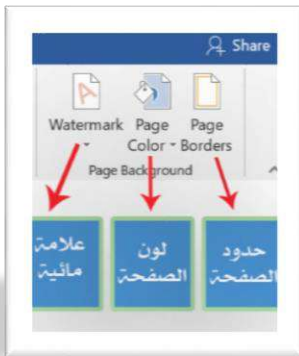 Share
Watermark Page Page
Color Borders
Page Background
علامة
مائية
لون
الصفحة
حدود
الصفحة